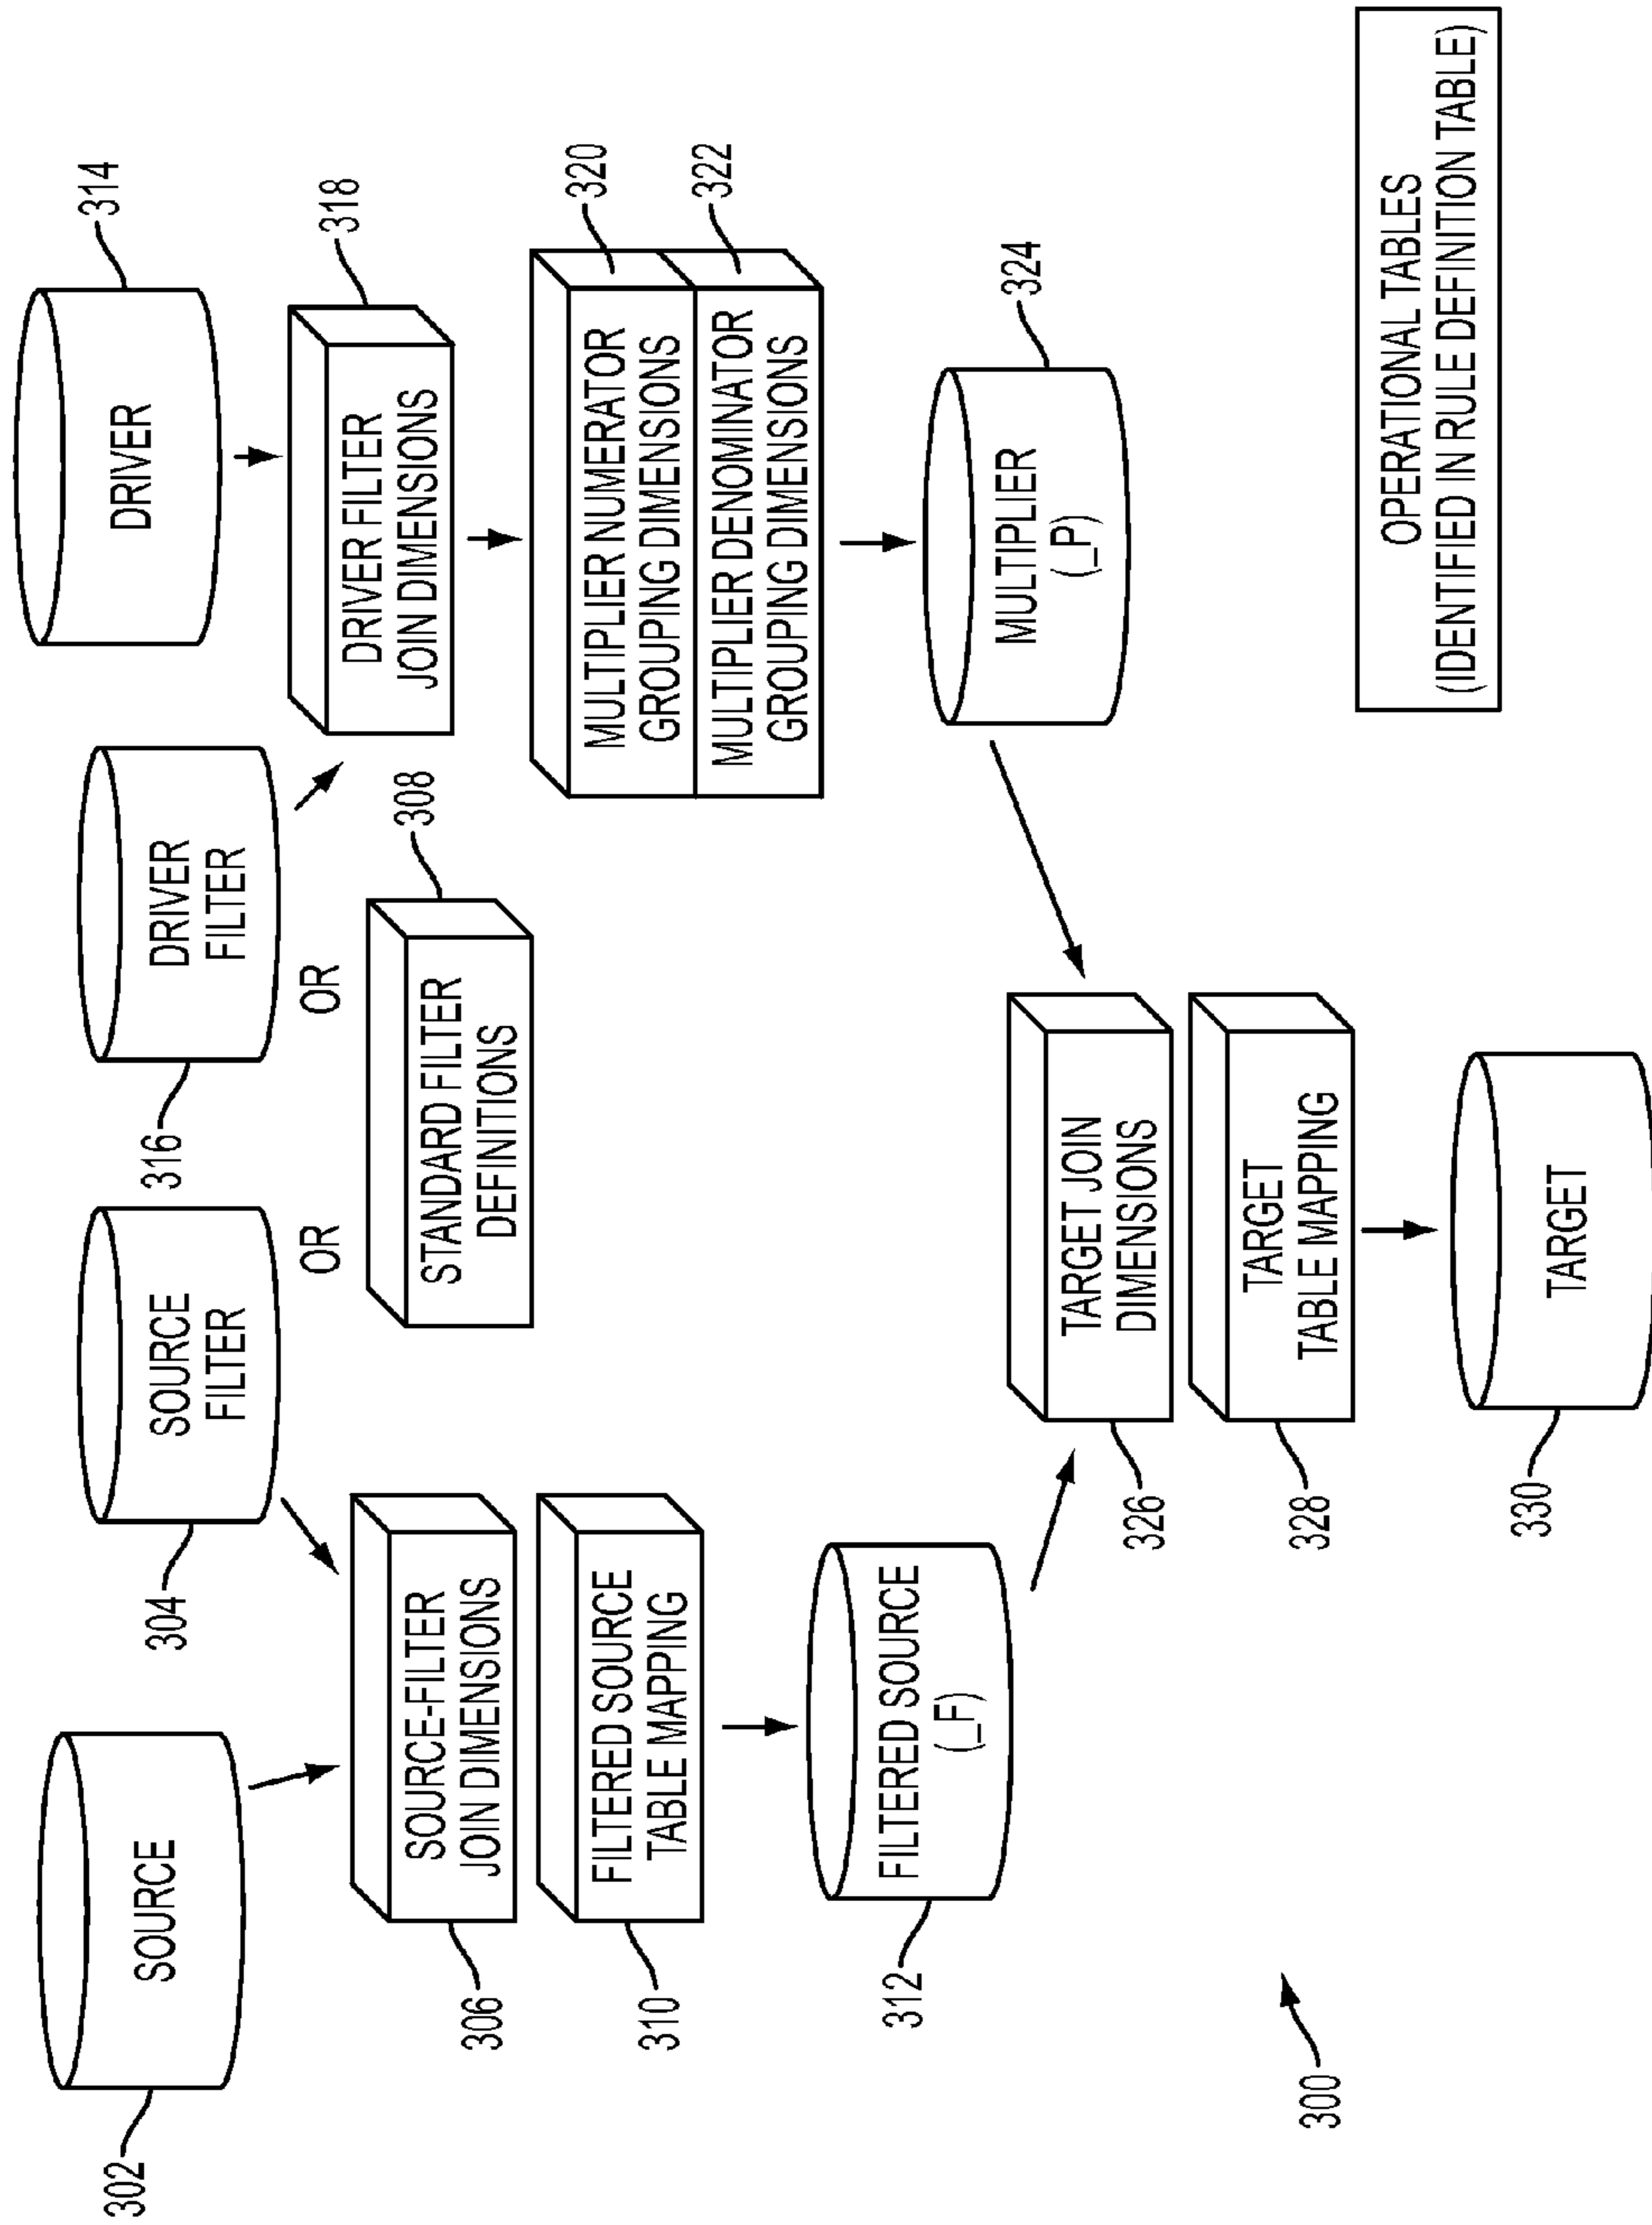 302
SOURCE
304
SOURCE
FILTER
316
DRIVER
FILTER
314
DRIVER
OR
OR
306
SOURCE-FILTER
JOIN DIMENSIONS
308
STANDARD FILTER
DEFINITIONS
318
DRIVER FILTER
JOIN DIMENSIONS
310
FILTERED SOURCE
TABLE MAPPING
320
MULTIPLIER NUMERATOR
GROUPING DIMENSIONS
322
MULTIPLIER DENOMINATOR
GROUPING DIMENSIONS
312
FILTERED SOURCE
(_F)
324
MULTIPLIER
(_P)
326
TARGET JOIN
DIMENSIONS
328
TARGET
TABLE MAPPING
330
TARGET
300
OPERATIONAL TABLES
(IDENTIFIED IN RULE DEFINITION TABLE)